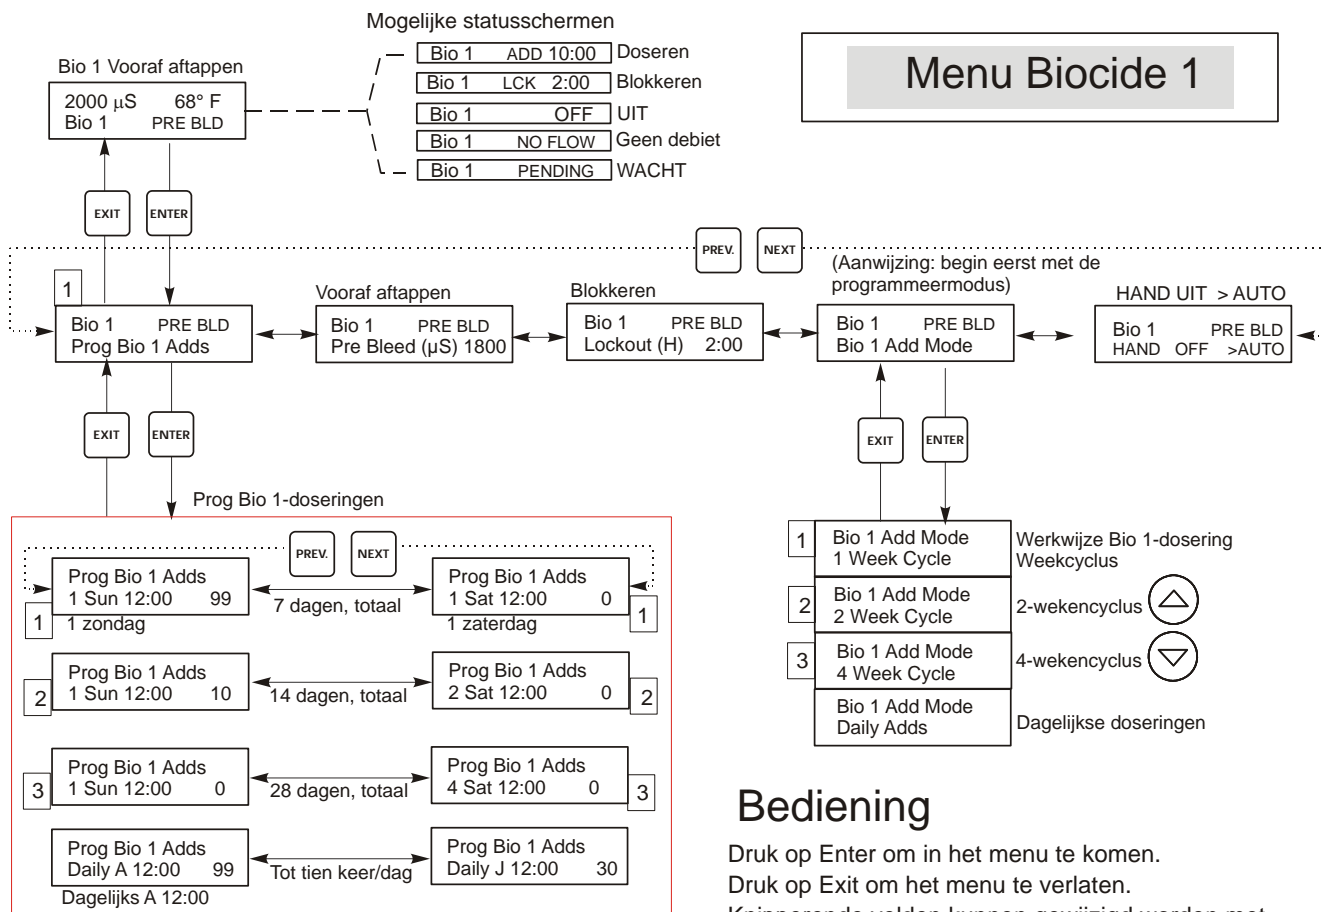 Mogelijke statusschermen
Bio 1 ADD 10:00 Doseren
Bio 1 LCK 2:00 Blokkeren
Bio 1 OFF UIT
Bio 1 NO FLOW Geen debiet
Bio 1 PENDING WACHT
Menu Biocide 1
Bio 1 Vooraf aftappen
2000 µS 68° F
Bio 1 PRE BLD
EXIT
ENTER
PREV.
NEXT
1
Bio 1 PRE BLD
Prog Bio 1 Adds
Vooraf aftappen
Bio 1 PRE BLD
Pre Bleed (µS) 1800
Blokkeren
Bio 1 PRE BLD
Lockout (H) 2:00
(Aanwijzing: begin eerst met de
programmeermodus)
Bio 1 PRE BLD
Bio 1 Add Mode
HAND UIT > AUTO
Bio 1 PRE BLD
HAND OFF >AUTO
EXIT
ENTER
EXIT
ENTER
Prog Bio 1-doseringen
PREV.
NEXT
Prog Bio 1 Adds
1 Sun 12:00 99
1
1 zondag
7 dagen, totaal
Prog Bio 1 Adds
1 Sat 12:00 0
1
1 zaterdag
Prog Bio 1 Adds
1 Sun 12:00 10
2
14 dagen, totaal
Prog Bio 1 Adds
2 Sat 12:00 0
2
Prog Bio 1 Adds
1 Sun 12:00 0
3
28 dagen, totaal
Prog Bio 1 Adds
4 Sat 12:00 0
3
Prog Bio 1 Adds
Daily A 12:00 99
Dagelijks A 12:00
Tot tien keer/dag
Prog Bio 1 Adds
Daily J 12:00 30
1
Bio 1 Add Mode
1 Week Cycle
Werkwijze Bio 1-dosering
Weekcyclus
2
Bio 1 Add Mode
2 Week Cycle
2-wekencyclus
3
Bio 1 Add Mode
4 Week Cycle
4-wekencyclus
Bio 1 Add Mode
Daily Adds
Dagelijkse doseringen
Bediening
Druk op Enter om in het menu te komen.
Druk op Exit om het menu te verlaten.
Knipperende velden kunnen gewijzigd worden met